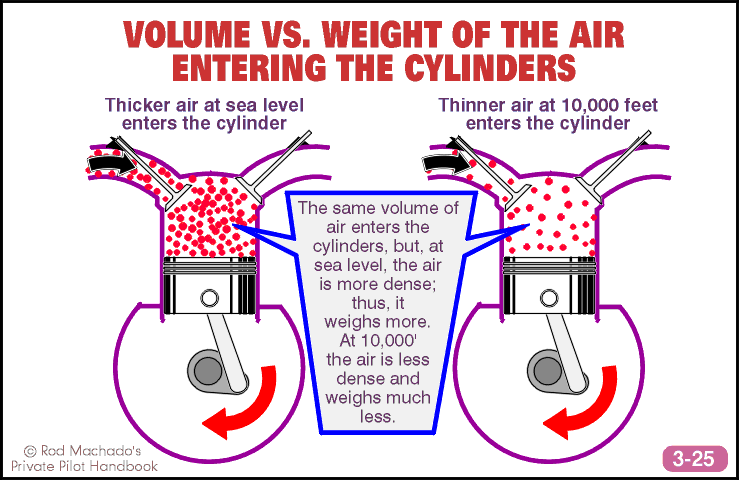 VOLUME VS. WEIGHT OF THE AIR
ENTERING THE CYLINDERS
Thicker air at sea level
enters the cylinder
Thinner air at 10,000 feet
enters the cylinder
The same volume of
air enters the
cylinders, but, at
sea level, the air
is more dense;
thus, it
weighs more.
At 10,000'
the air is less
dense and
weighs much
less.
© Rod Machado's
Private Pilot Handbook
3-25